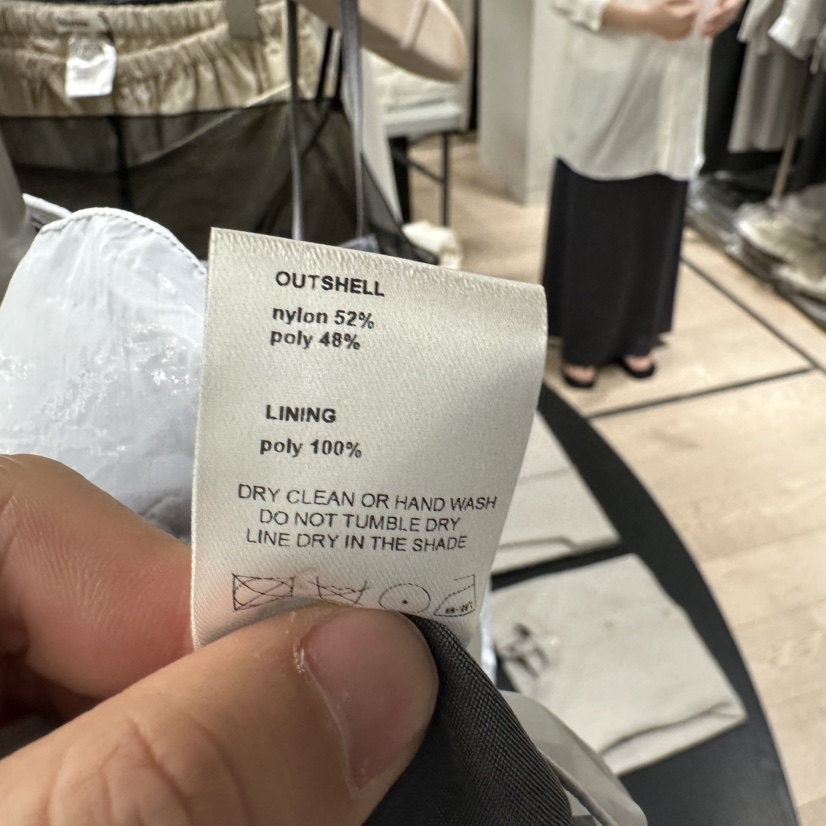 OUTSHELL
nylon 52%
poly 48%
LINING
poly 100%
DRY CLEAN OR HAND WASH
DO NOT TUMBLE DRY
LINE DRY IN THE SHADE